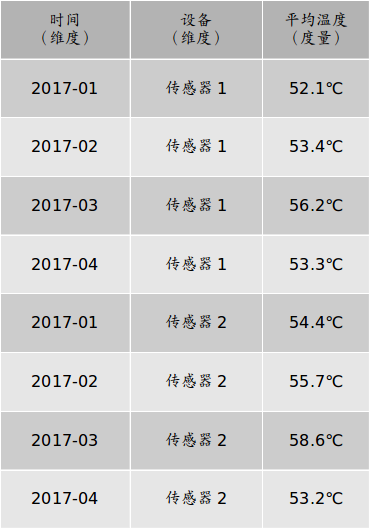 时间 设备 平均温度
（维度） （维度） （度量）
2017-01 传感器 1 52.1℃
2017-02 传感器 1 53.4℃
2017-03 传感器 1 56.2℃
2017-04 传感器 1 53.3℃
2017-01 传感器 2 54.4℃
2017-02 传感器 2 55.7℃
2017-03 传感器 2 58.6℃
2017-04 传感器 2 53.2℃